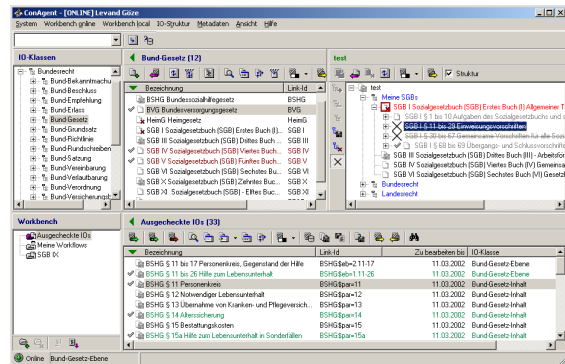 ConAgent - [ONLINE] Levand Göze
System Workbench online Workbench lokal IO-Struktur Metadaten Ansicht Hilfe
IO-Klassen
Bundesrecht
Bund-Bekanntmachu
Bund-Beschluss
Bund-Empfehlung
Bund-Erlass
Bund-Gesetz
Bund-Grundsatz
Bund-Richtlinie
Bund-Rundschreiben
Bund-Satzung
Bund-Vereinbarung
Bund-Verlautbarung
Bund-Verordnung
Bund-Versicherungst
Bund-Gesetz (12)
Bezeichnung Link-Id
BSHG Bundessozialhilfegesetz BSHG
BVG Bundesversorgungsgesetz BVG
HeimG Heimgesetz HeimG
SGB I Sozialgesetzbuch (SGB) Erstes Buch (I)... SGB I
SGB III Sozialgesetzbuch (SGB) Drittes Buch ... SGB III
SGB IV Sozialgesetzbuch (SGB) Viertes Buch... SGB IV
SGB V Sozialgesetzbuch (SGB) Fünftes Buch... SGB V
SGB VI Sozialgesetzbuch (SGB) Sechstes Bu... SGB VI
SGB X Sozialgesetzbuch (SGB) Zehntes Buc... SGB X
SGB XI Sozialgesetzbuch (SGB) - Elftes Buc... SGB XI
test
Struktur
test
Meine SGBs
SGB I Sozialgesetzbuch (SGB) Erstes Buch (I) Allgemeiner T
SGB I § 1 bis 10 Aufgaben des Sozialgesetzbuchs und s
SGB I § 11 bis 29 Einweisungsvorschriften
SGB I § 30 bis 67 Gemeinsame Vorschriften für alle Sozi
SGB I § 68 bis 69 Übergangs- und Schlussvorschrifte
SGB III Sozialgesetzbuch (SGB) Drittes Buch (III) - Arbeitsför
SGB IV Sozialgesetzbuch (SGB) Viertes Buch (IV) Gemeinsa
SGB VI Sozialgesetzbuch (SGB) Sechstes Buch (VI) Gesetzl
Bundesrecht
Landesrecht
Workbench
Ausgecheckte IOs
Meine Workflows
SGB IX
Ausgecheckte IOs (33)
Bezeichnung Link-Id Zu bearbeiten bis IO-Klasse
BSHG § 11 bis 17 Personenkreis, Gegenstand der Hilfe BSHG$eb=2.11-17 11.03.2002 Bund-Gesetz-Ebene
BSHG § 11 bis 26 Hilfe zum Lebensunterhalt BSHG$eb=1.11-26 11.03.2002 Bund-Gesetz-Ebene
BSHG § 11 Personenkreis BSHG$par=11 11.03.2002 Bund-Gesetz-Inhalt
BSHG § 12 Notwendiger Lebensunterhalt BSHG$par=12 11.03.2002 Bund-Gesetz-Inhalt
BSHG § 13 Übernahme von Kranken- und Pflegeversich... BSHG$par=13 11.03.2002 Bund-Gesetz-Inhalt
BSHG § 14 Alterssicherung BSHG$par=14 11.03.2002 Bund-Gesetz-Inhalt
BSHG § 15 Bestattungskosten BSHG$par=15 11.03.2002 Bund-Gesetz-Inhalt
BSHG § 15a Hilfe zum Lebensunterhalt in Sonderfällen BSHG$par=15a 11.03.2002 Bund-Gesetz-Inhalt
Online Bund-Gesetz-Ebene